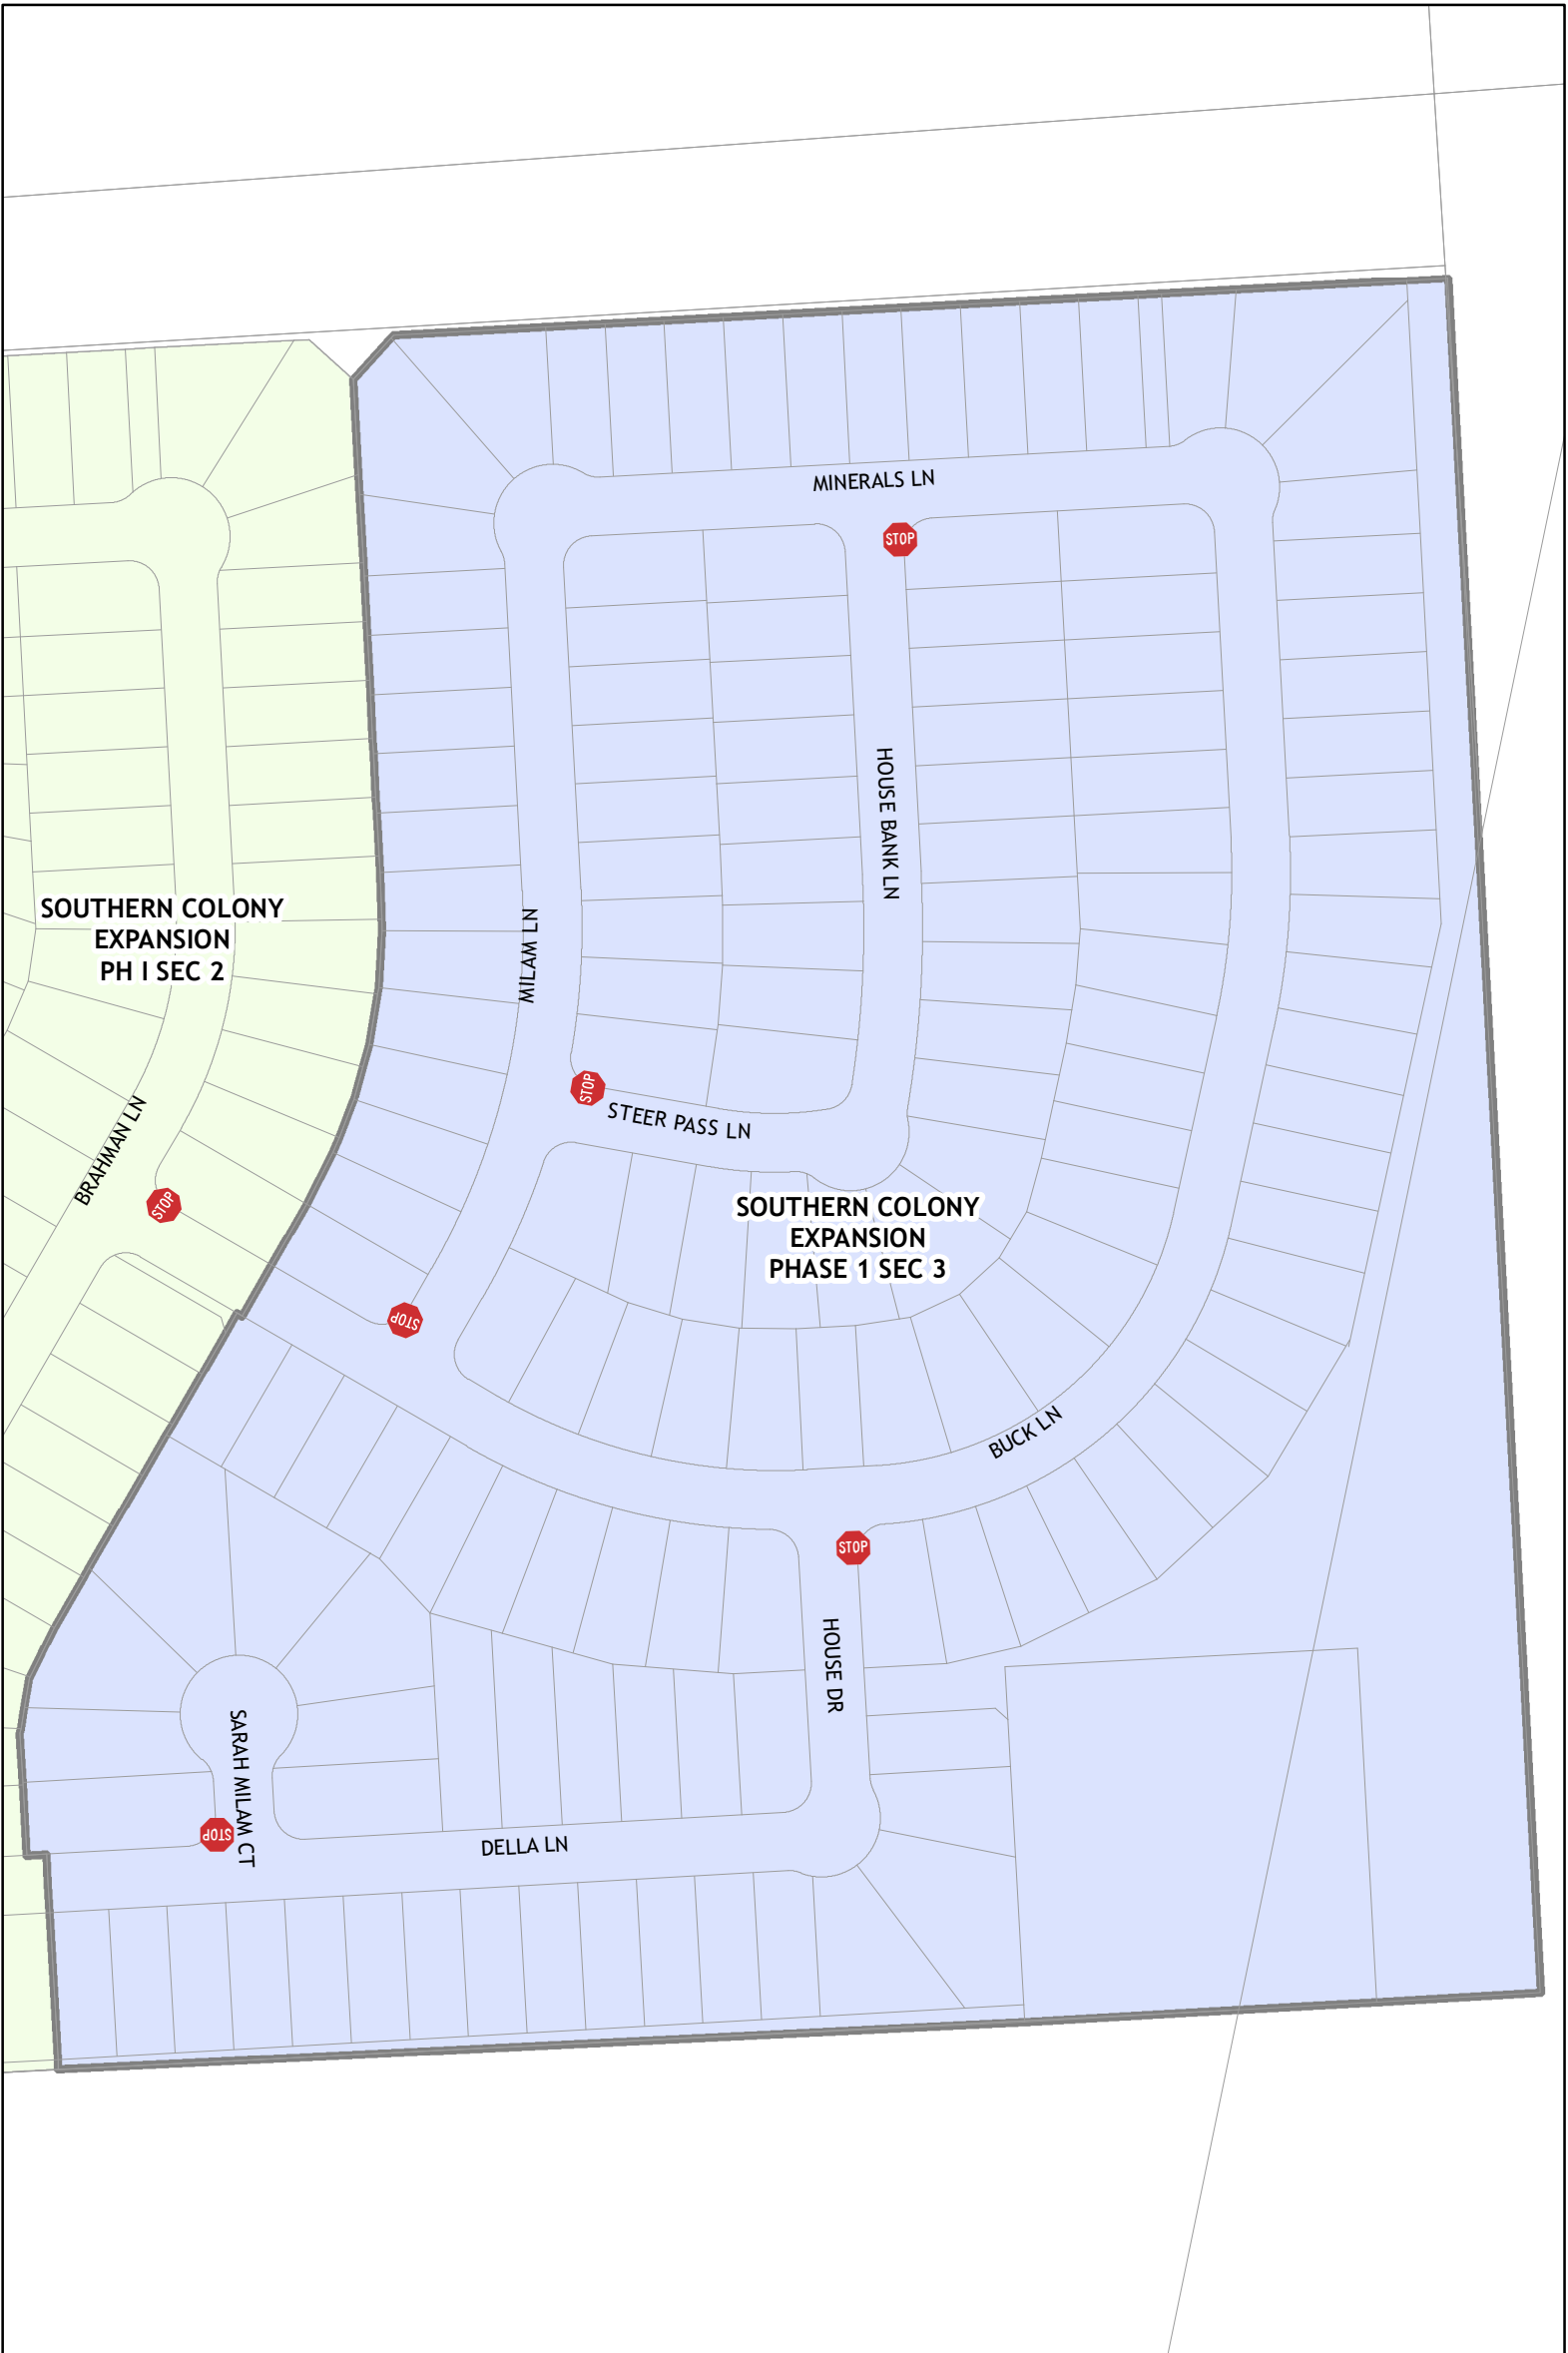 MINERALS LN
STOP
HOUSE BANK LN
SOUTHERN COLONY
EXPANSION
PH I SEC 2
MILAM LN
STOP
STEER PASS LN
BRAHMAN LN
STOP
SOUTHERN COLONY
EXPANSION
PHASE 1 SEC 3
STOP
BUCK LN
STOP
HOUSE DR
SARAH MILAM CT
STOP
DELLA LN